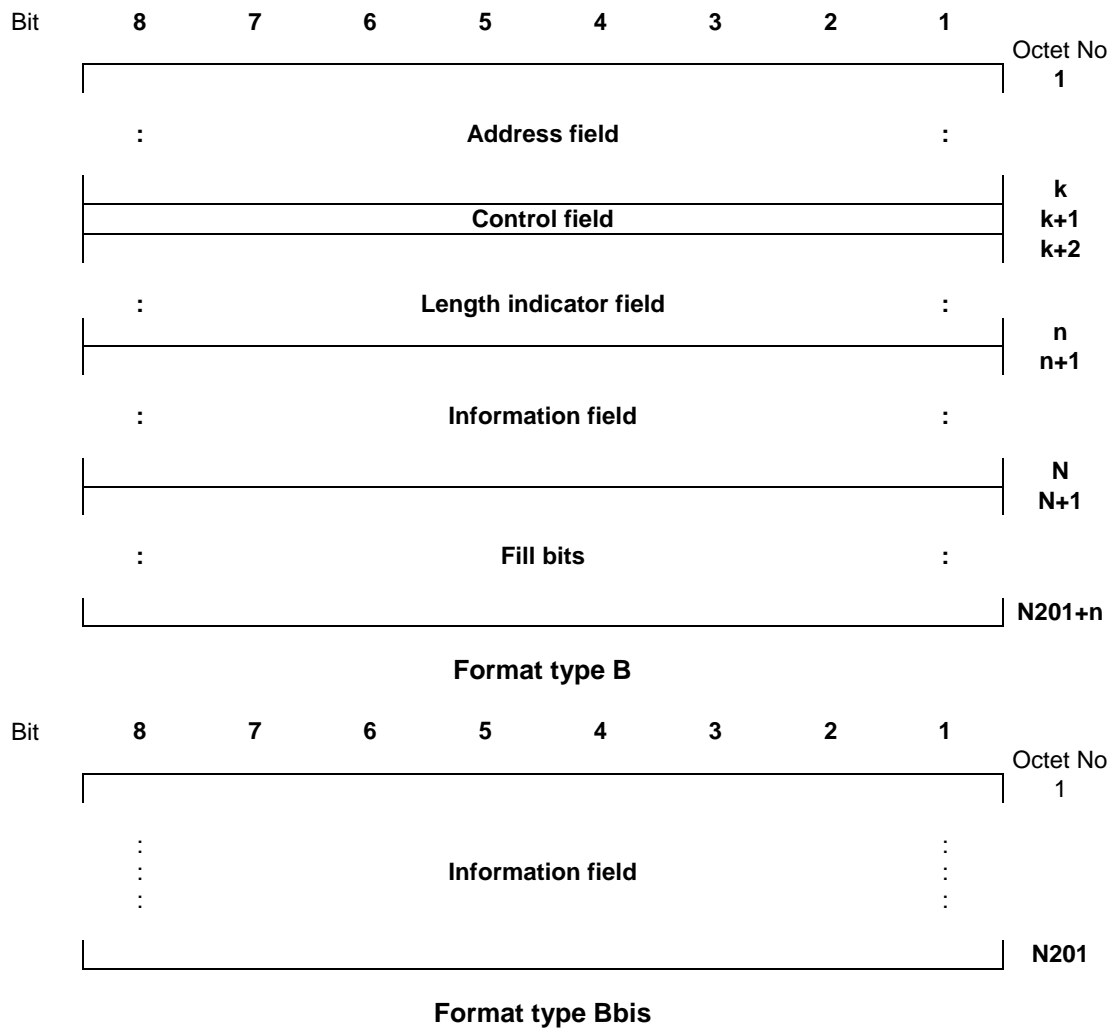 Bit 8 7 6 5 4 3 2 1
Octet No
1
: Address field :
k
Control field k+1
k+2
: Length indicator field :
n
n+1
: Information field :
N
N+1
: Fill bits :
N201+n
Format type B
Bit 8 7 6 5 4 3 2 1
Octet No
1
: :
: Information field :
: :
N201
Format type Bbis